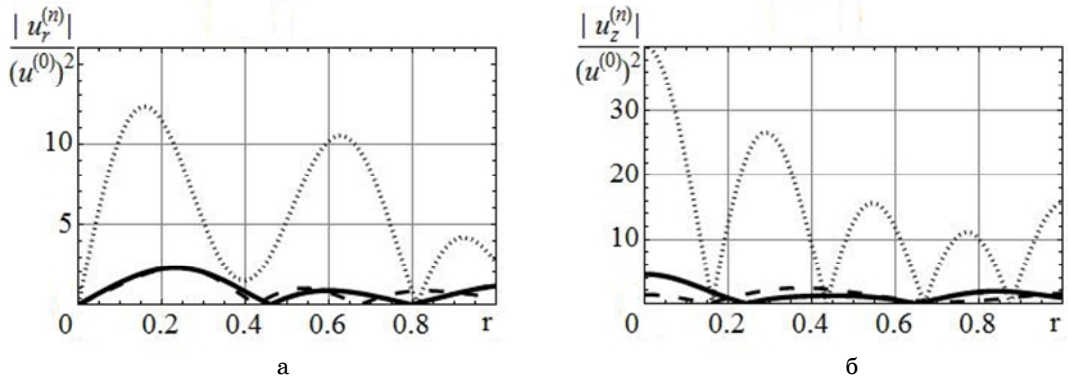 | u_r^{(n)}|
(u^{(0)})^2
10
5
0 0.2 0.4 0.6 0.8 r
а
| u_z^{(n)}|
(u^{(0)})^2
30
20
10
0 0.2 0.4 0.6 0.8 r
б